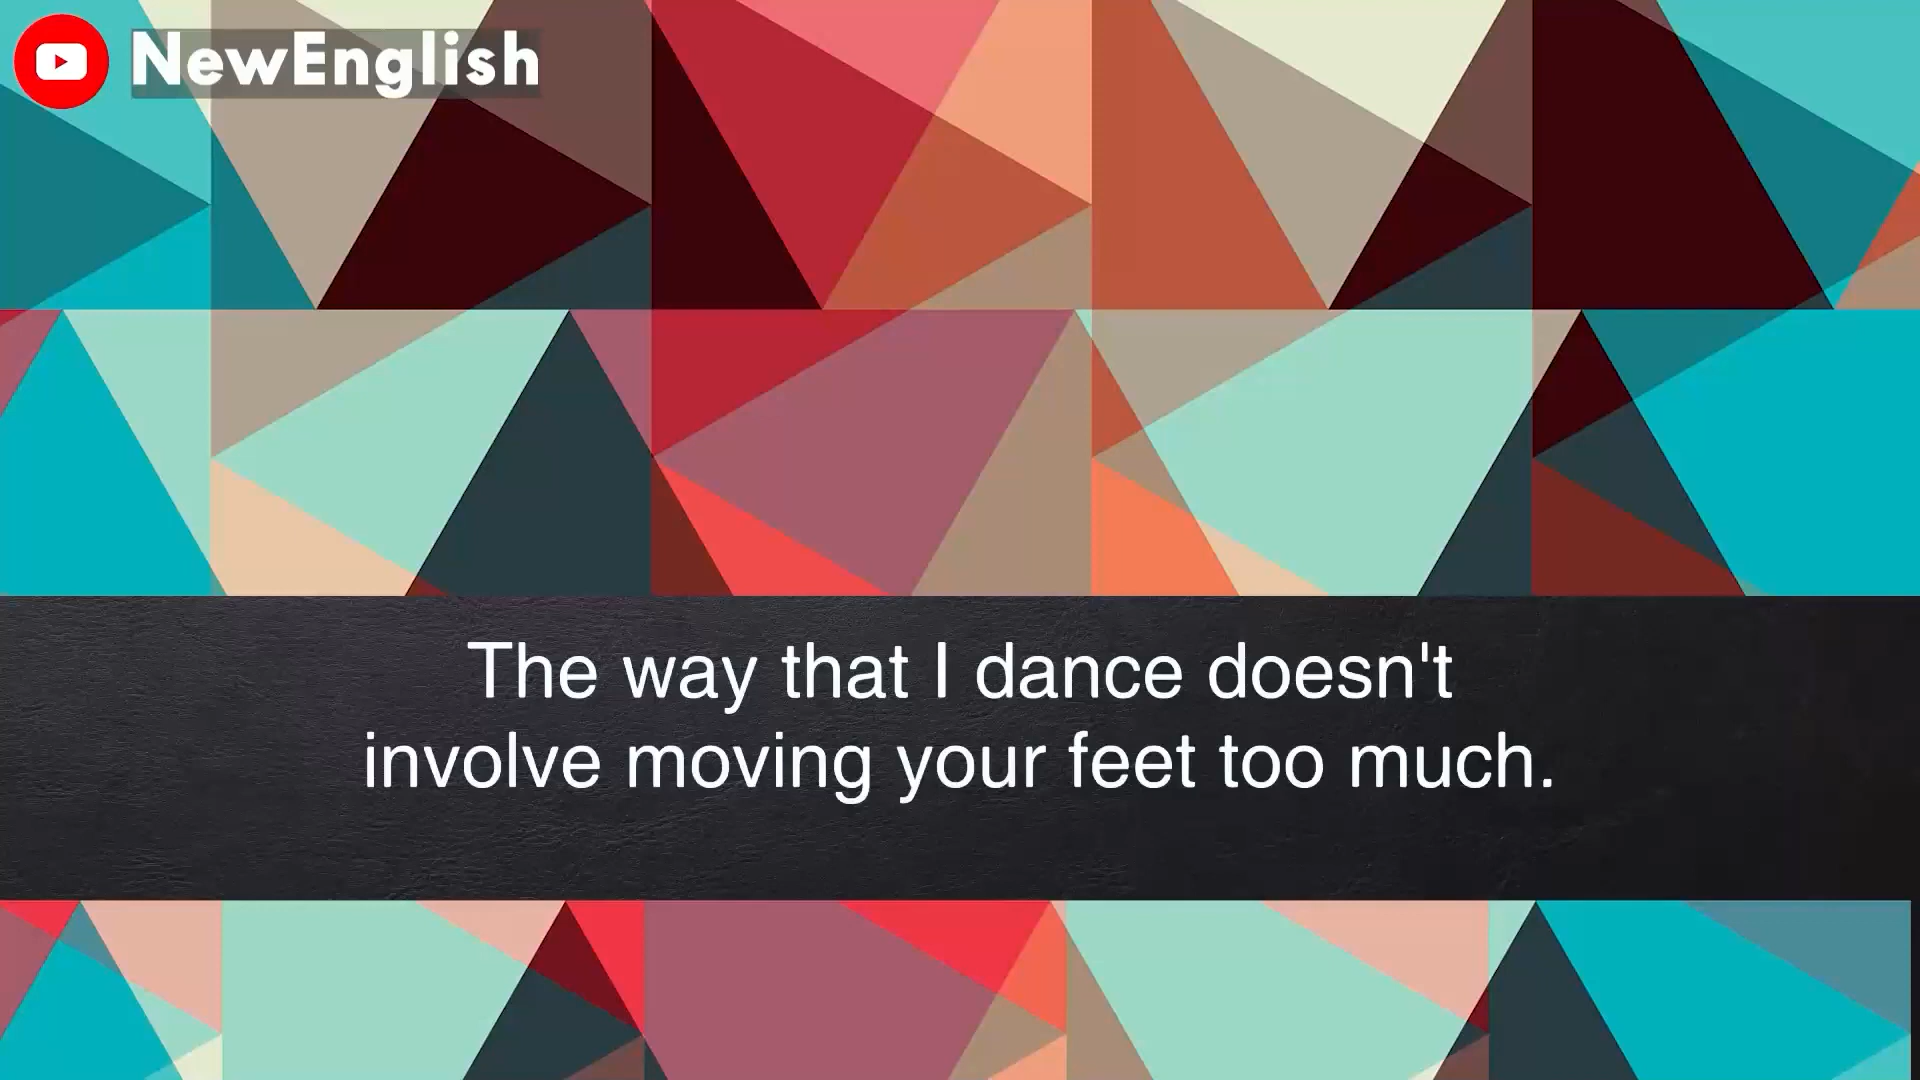 NewEnglish
The way that I dance doesn't
involve moving your feet too much.